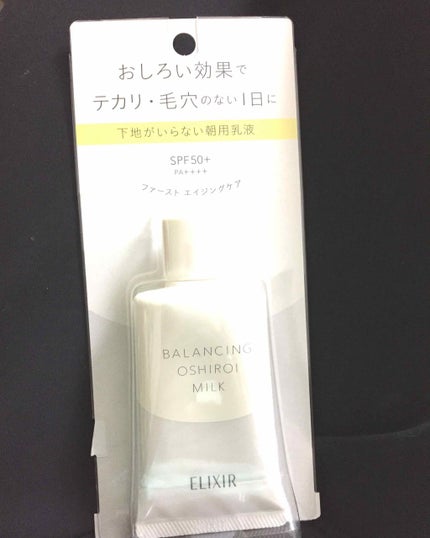 おしろい効果で
テカリ・毛穴のない1日に
下地がいらない朝用乳液
SPF50+
PA++++
ファースト エイジングケア
BALANCING
OSHIROI
MILK
ELIXIR